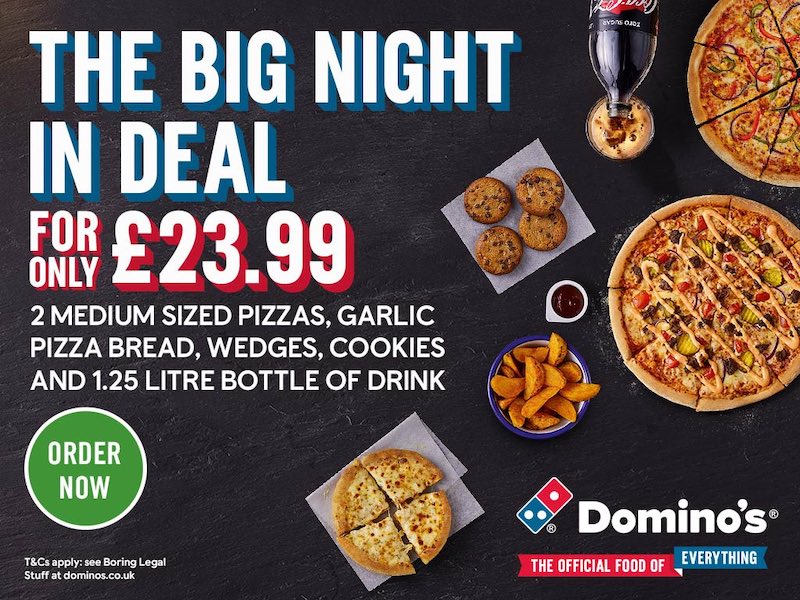 THE BIG NIGHT
IN DEAL
FOR
ONLY £23.99
2 MEDIUM SIZED PIZZAS, GARLIC
PIZZA BREAD, WEDGES, COOKIES
AND 1.25 LITRE BOTTLE OF DRINK
ORDER
NOW
T&Cs apply: see Boring Legal
Stuff at dominos.co.uk
ZERO SUGAR
Domino's®
®
THE OFFICIAL FOOD OF EVERYTHING